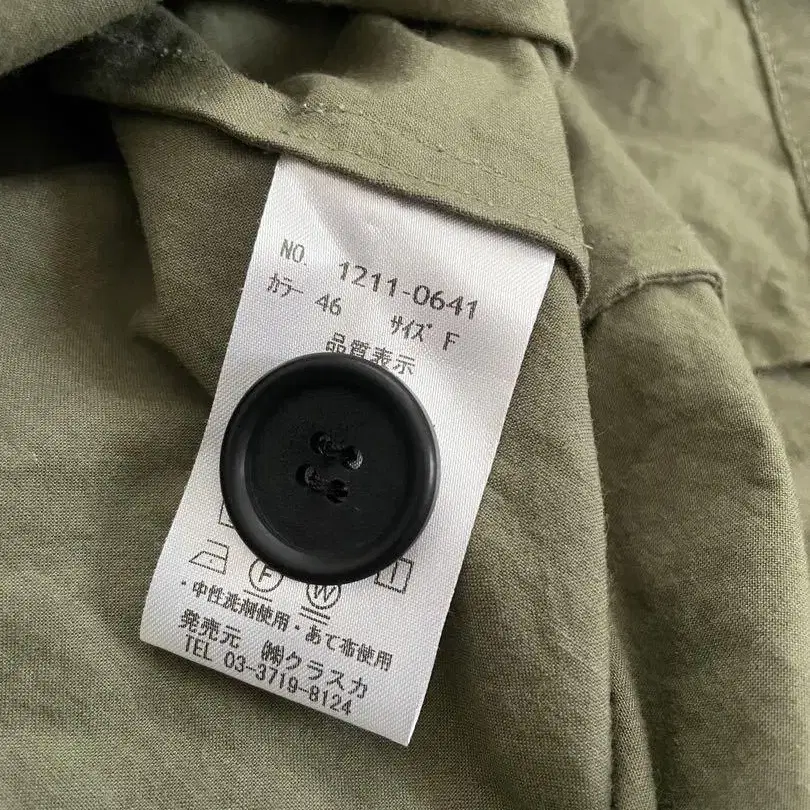 NO. 1211-0641
カラー 46 サイズ F
品質表示
F W
・中性洗剤使用・あて布使用
発売元 ㈱クラスカ
TEL 03-3719-8124